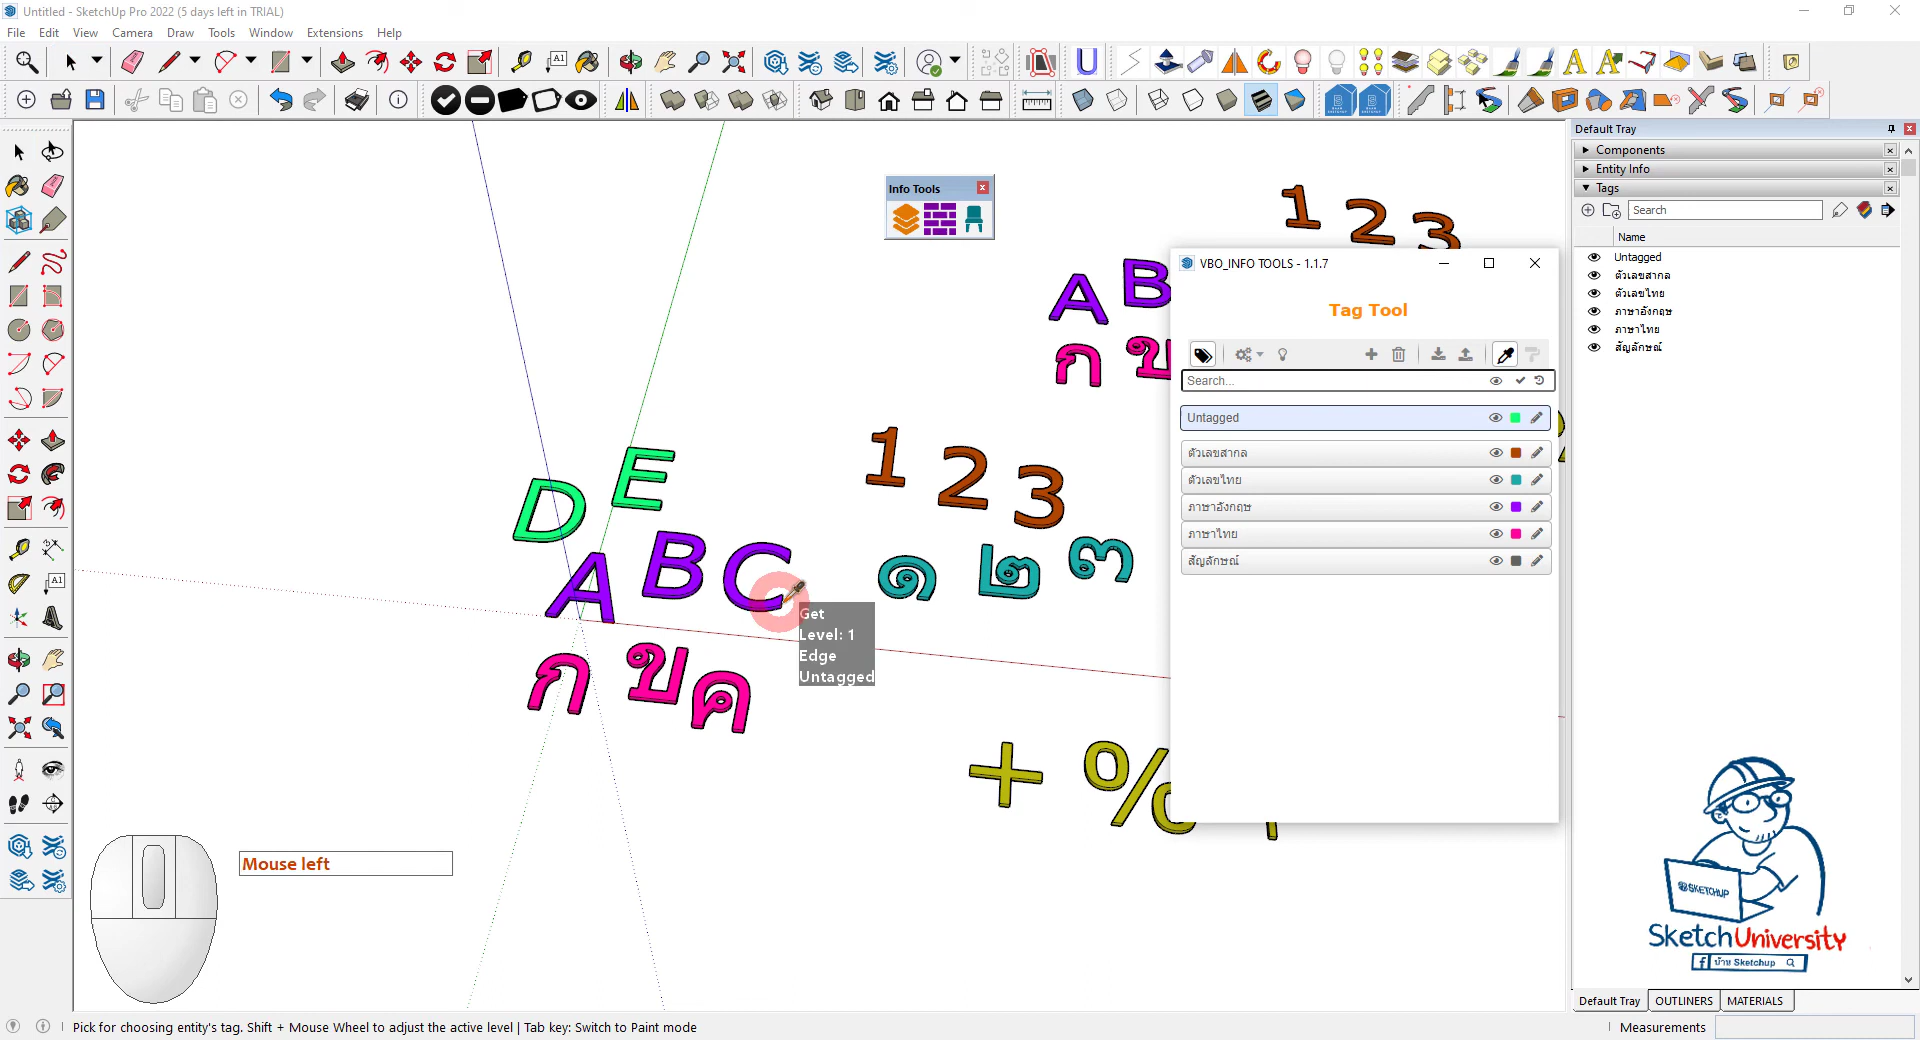 Untitled - SketchUp Pro 2022 (5 days left in TRIAL)
File Edit View Camera Draw Tools Window Extensions Help
Default Tray
Components
Entity Info
Tags
Search
Name
Untagged
ตัวเลขสากล
ตัวเลขไทย
ภาษาอังกฤษ
ภาษาไทย
สัญลักษณ์
Info Tools
1 2 3
A B
ก ข
VBO_INFO TOOLS - 1.1.7
Tag Tool
Search...
Untagged
ตัวเลขสากล
ตัวเลขไทย
ภาษาอังกฤษ
ภาษาไทย
สัญลักษณ์
D E
1 2 3
A B C
๑ ๒ ๓
ก ข ค
Get
Level: 1
Edge
Untagged
+ %
Mouse left
SKETCHUP
SketchUniversity
f บ้าน Sketchup
Default Tray OUTLINERS MATERIALS
Pick for choosing entity's tag. Shift + Mouse Wheel to adjust the active level | Tab key: Switch to Paint mode
Measurements